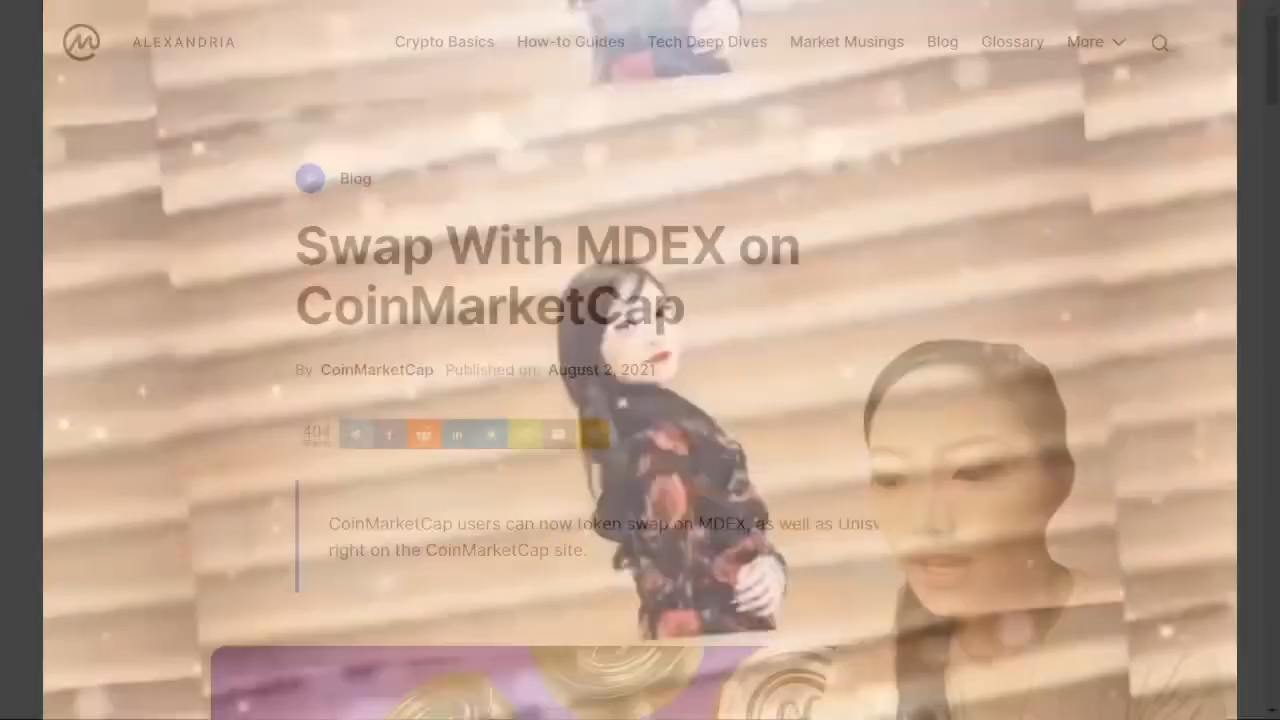 ALEXANDRIA
Crypto Basics How-to Guides Tech Deep Dives Market Musings Blog Glossary More
Blog
Swap With MDEX on
CoinMarketCap
By CoinMarketCap Published on: August 2, 2021
404
CoinMarketCap users can now token swap on MDEX, as well as
right on the CoinMarketCap site.